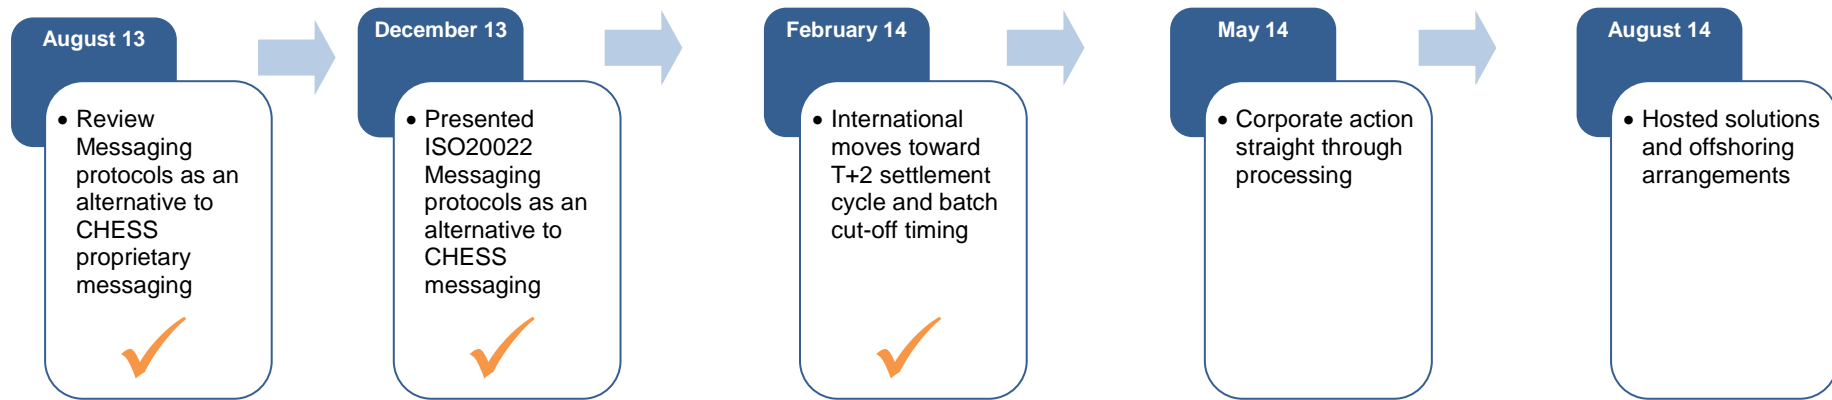 August 13
• Review
Messaging
protocols as an
alternative to
CHESS
proprietary
messaging
December 13
• Presented
ISO20022
Messaging
protocols as an
alternative to
CHESS
messaging
February 14
• International
moves toward
T+2 settlement
cycle and batch
cut-off timing
May 14
• Corporate action
straight through
processing
August 14
• Hosted solutions
and offshoring
arrangements